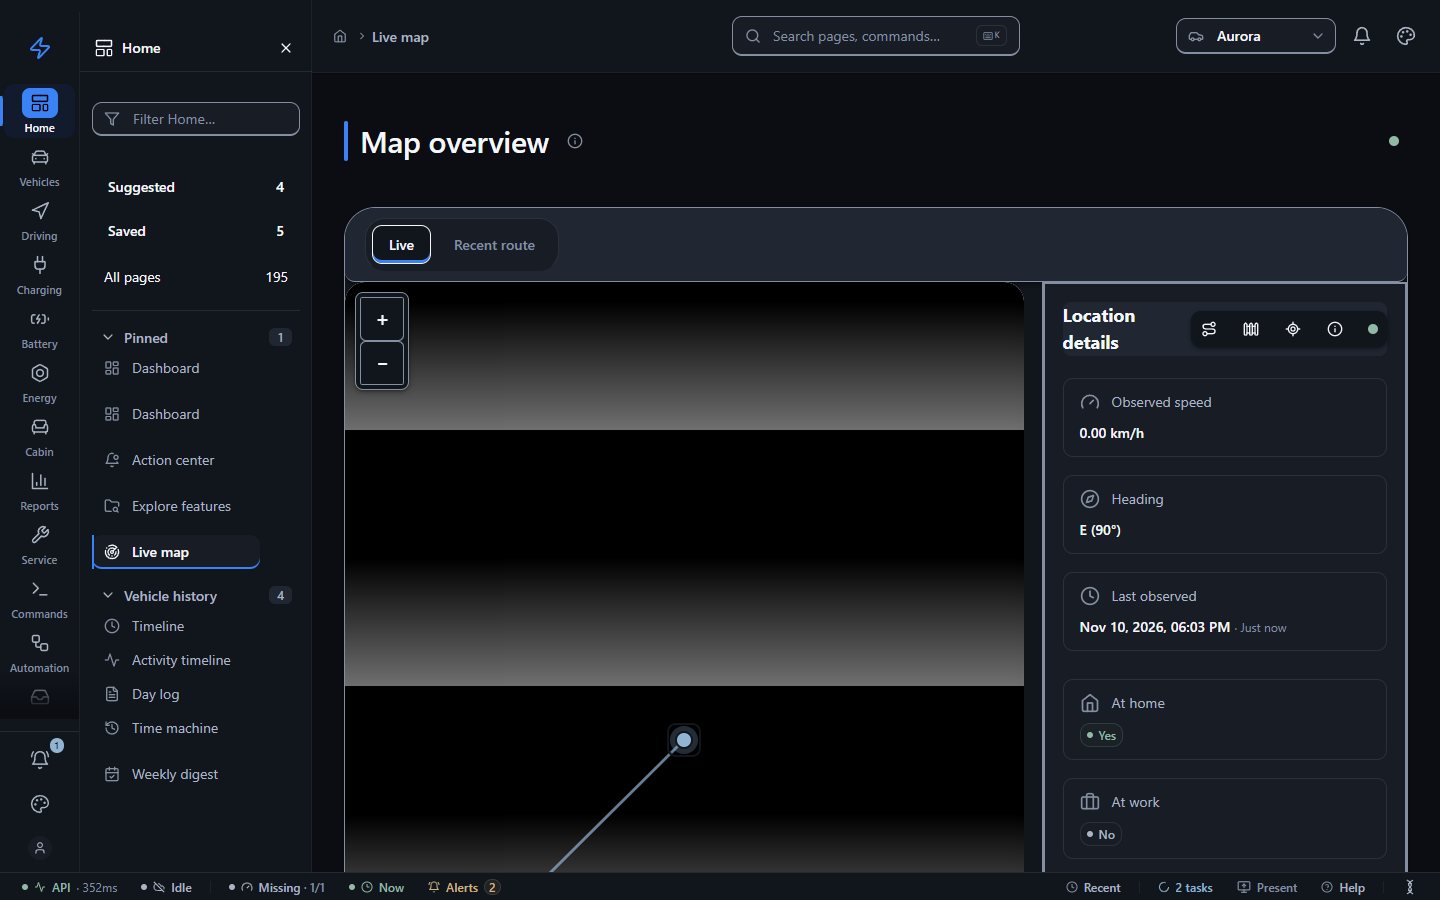 Home
Live map
Search pages, commands...
K
Aurora
Home
Vehicles
Driving
Charging
Battery
Energy
Cabin
Reports
Service
Commands
Automation
1
Filter Home...
Suggested 4
Saved 5
All pages 195
Pinned 1
Dashboard
Dashboard
Action center
Explore features
Live map
Vehicle history 4
Timeline
Activity timeline
Day log
Time machine
Weekly digest
Map overview
Live
Recent route
+
−
Location
details
Observed speed
0.00 km/h
Heading
E (90°)
Last observed
Nov 10, 2026, 06:03 PM · Just now
At home
Yes
At work
No
API · 352ms
Idle
Missing · 1/1
Now
Alerts 2
Recent
2 tasks
Present
Help